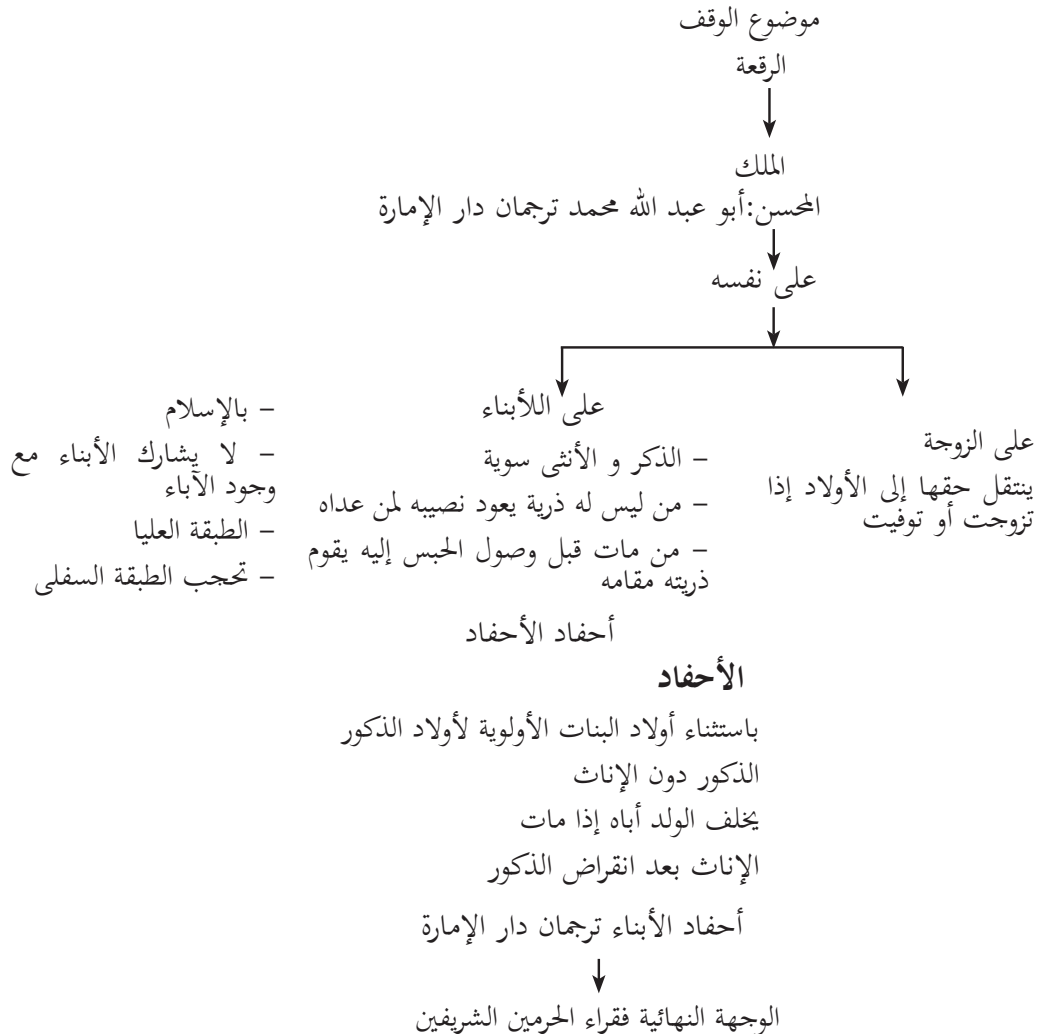 موضوع الوقف
الرقعة
الملك
المحسن:أبو عبد الله محمد ترجمان دار الإمارة
على نفسه
على الزوجة
ينتقل حقها إلى الأولاد إذا
تزوجت أو توفيت
على اللأبناء
– الذكر و الأنثى سوية
– من ليس له ذرية يعود نصيبه لمن عداه
– من مات قبل وصول الحبس إليه يقوم
ذريته مقامه
– بالإسلام
– لا يشارك الأبناء مع
وجود الآباء
– الطبقة العليا
– تحجب الطبقة السفلى
أحفاد الأحفاد
الأحفاد
باستثناء أولاد البنات الأولوية لأولاد الذكور
الذكور دون الإناث
يخلف الولد أباه إذا مات
الإناث بعد انقراض الذكور
أحفاد الأبناء ترجمان دار الإمارة
الوجهة النهائية فقراء الحرمين الشريفين